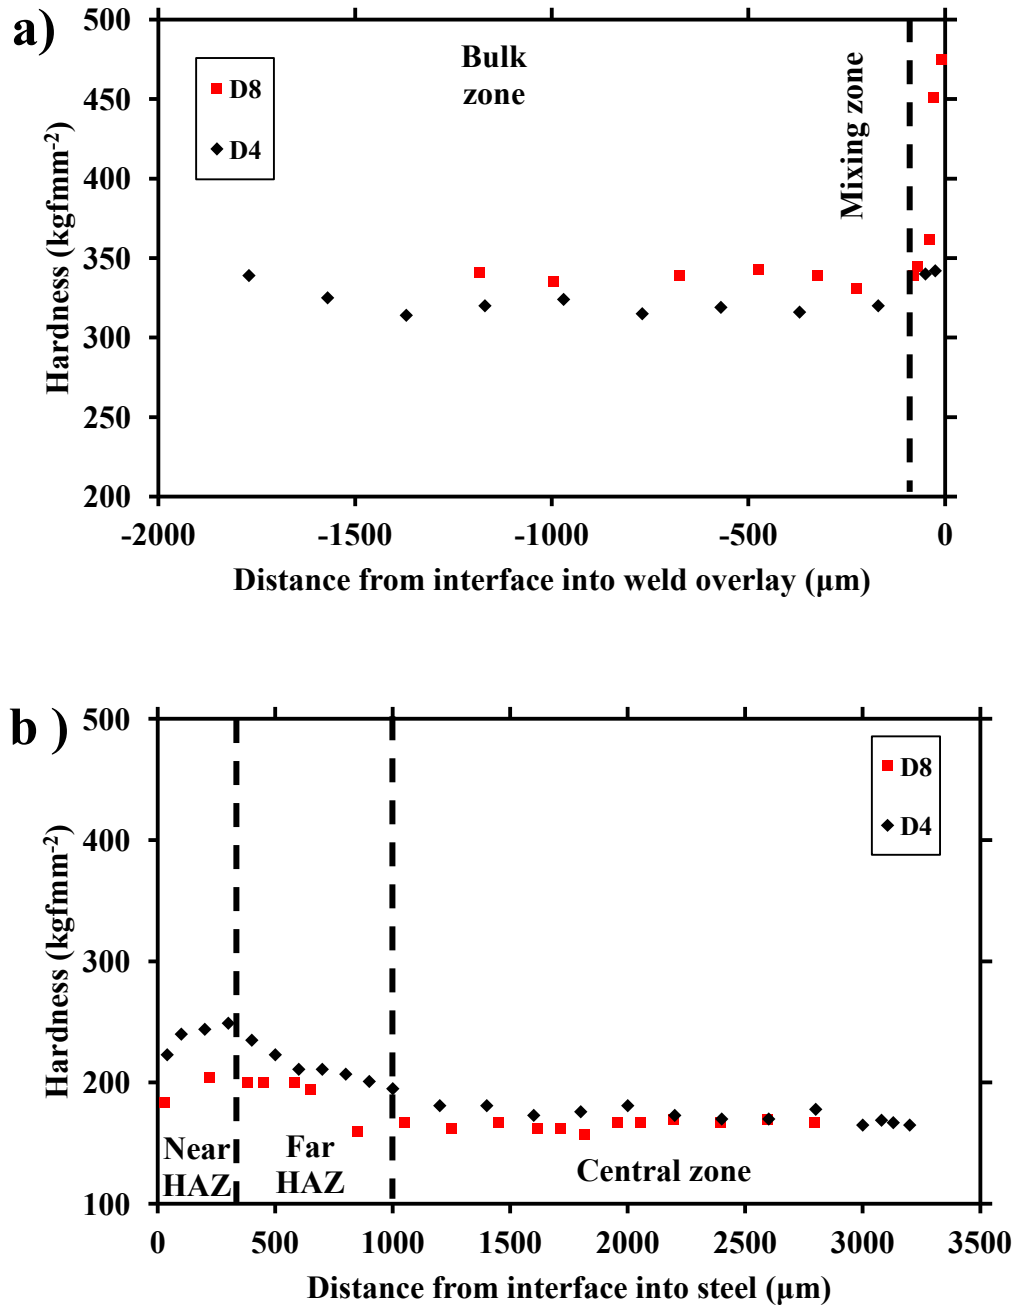 a)
500
450
400
350
300
250
200
Hardness (kgfmm-2)
D8
D4
Bulk
zone
Mixing zone
-2000 -1500 -1000 -500 0
Distance from interface into weld overlay (μm)
b )
500
400
300
200
100
Hardness (kgfmm-2)
D8
D4
Near
HAZ
Far
HAZ
Central zone
0 500 1000 1500 2000 2500 3000 3500
Distance from interface into steel (μm)